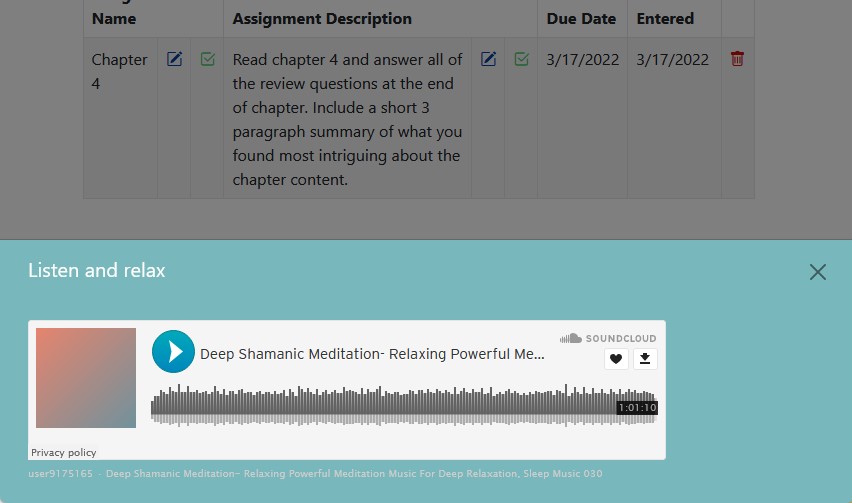 Name
Assignment Description
Due Date
Entered
Chapter
4
Read chapter 4 and answer all of
the review questions at the end
of chapter. Include a short 3
paragraph summary of what you
found most intriguing about the
chapter content.
3/17/2022
3/17/2022
Listen and relax
SOUNDCLOUD
Deep Shamanic Meditation- Relaxing Powerful Me...
1:01:10
Privacy policy
user9175165 · Deep Shamanic Meditation– Relaxing Powerful Meditation Music For Deep Relaxation, Sleep Music 030